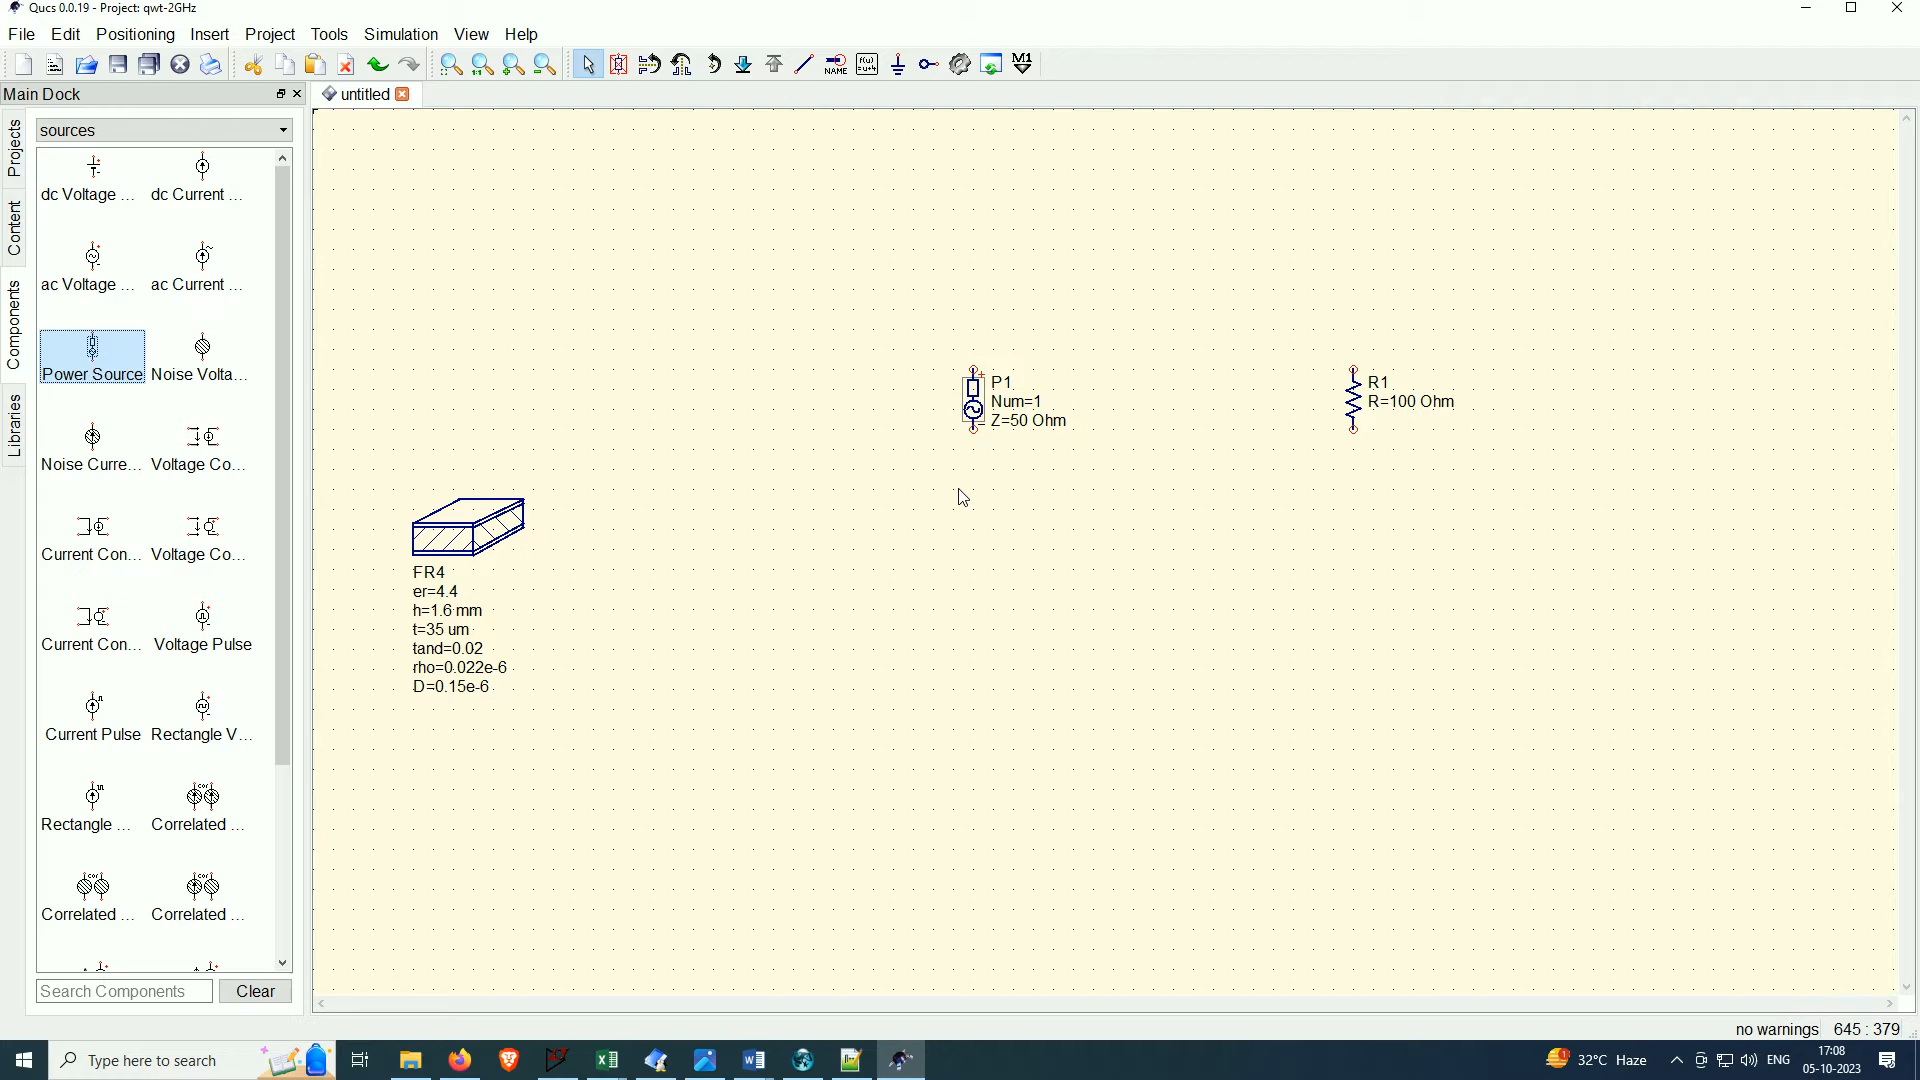 Qucs 0.0.19 - Project: qwt-2GHz
File Edit Positioning Insert Project Tools Simulation View Help
NAME
M1
Main Dock
untitled
Projects
Content
Components
Libraries
sources
dc Voltage ... dc Current ...
ac Voltage ... ac Current ...
Power Source Noise Volta...
Noise Curre... Voltage Co...
Current Con... Voltage Co...
Current Con... Voltage Pulse
Current Pulse Rectangle V...
Rectangle ... Correlated ...
Correlated ... Correlated ...
Search Components Clear
P1
Num=1
Z=50 Ohm
R1
R=100 Ohm
FR4
er=4.4
h=1.6 mm
t=35 um
tand=0.02
rho=0.022e-6
D=0.15e-6
no warnings 645 : 379
Type here to search
32°C Haze
ENG
17:08
05-10-2023